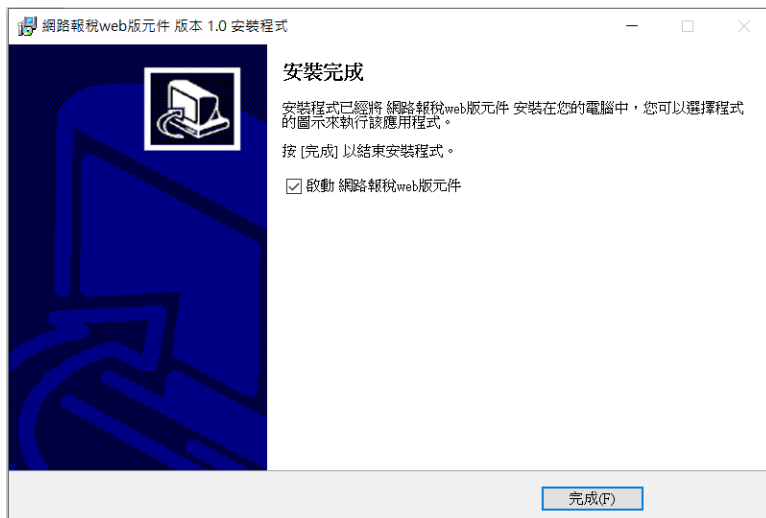 網路報稅web版元件 版本 1.0 安裝程式
安裝完成
安裝程式已經將 網路報稅web版元件 安裝在您的電腦中，您可以選擇程式
的圖示來執行該應用程式。
按 [完成] 以結束安裝程式。
啟動 網路報稅web版元件
完成(F)